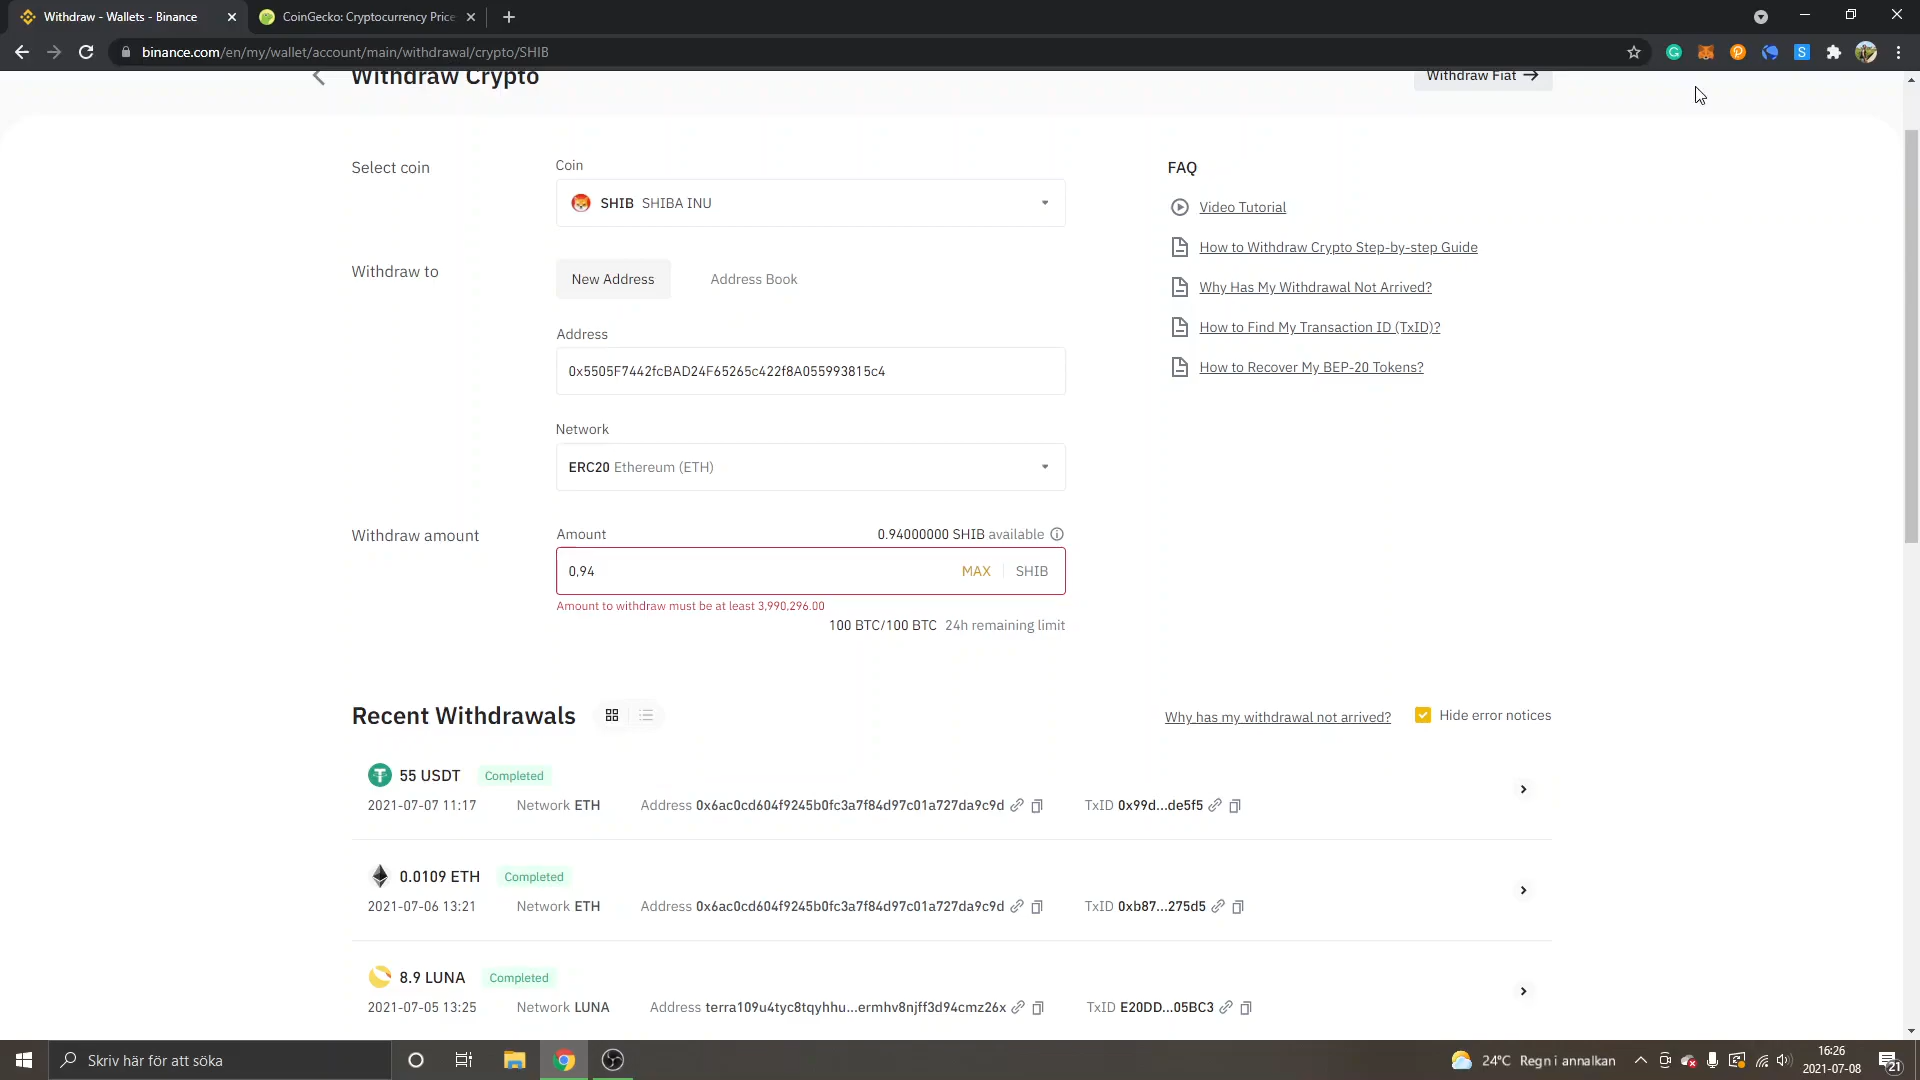 Withdraw - Wallets - Binance
CoinGecko: Cryptocurrency Price
binance.com/en/my/wallet/account/main/withdrawal/crypto/SHIB
Withdraw Crypto
Withdraw Fiat →
Select coin
Coin
SHIB SHIBA INU
Withdraw to
New Address
Address Book
Address
0x5505F7442fcBAD24F65265c422f8A055993815c4
Network
ERC20 Ethereum (ETH)
Withdraw amount
Amount
0.94000000 SHIB available
0,94
MAX
SHIB
Amount to withdraw must be at least 3,990,296.00
100 BTC/100 BTC 24h remaining limit
FAQ
Video Tutorial
How to Withdraw Crypto Step-by-step Guide
Why Has My Withdrawal Not Arrived?
How to Find My Transaction ID (TxID)?
How to Recover My BEP-20 Tokens?
Recent Withdrawals
Why has my withdrawal not arrived?
Hide error notices
55 USDT Completed
2021-07-07 11:17 Network ETH Address 0x6ac0cd604f9245b0fc3a7f84d97c01a727da9c9d TxID 0x99d...de5f5
0.0109 ETH Completed
2021-07-06 13:21 Network ETH Address 0x6ac0cd604f9245b0fc3a7f84d97c01a727da9c9d TxID 0xb87...275d5
8.9 LUNA Completed
2021-07-05 13:25 Network LUNA Address terra109u4tyc8tqyhhu...ermhv8njff3d94cmz26x TxID E20DD...05BC3
Skriv här för att söka
24°C Regn i annalkan
16:26
2021-07-08
21